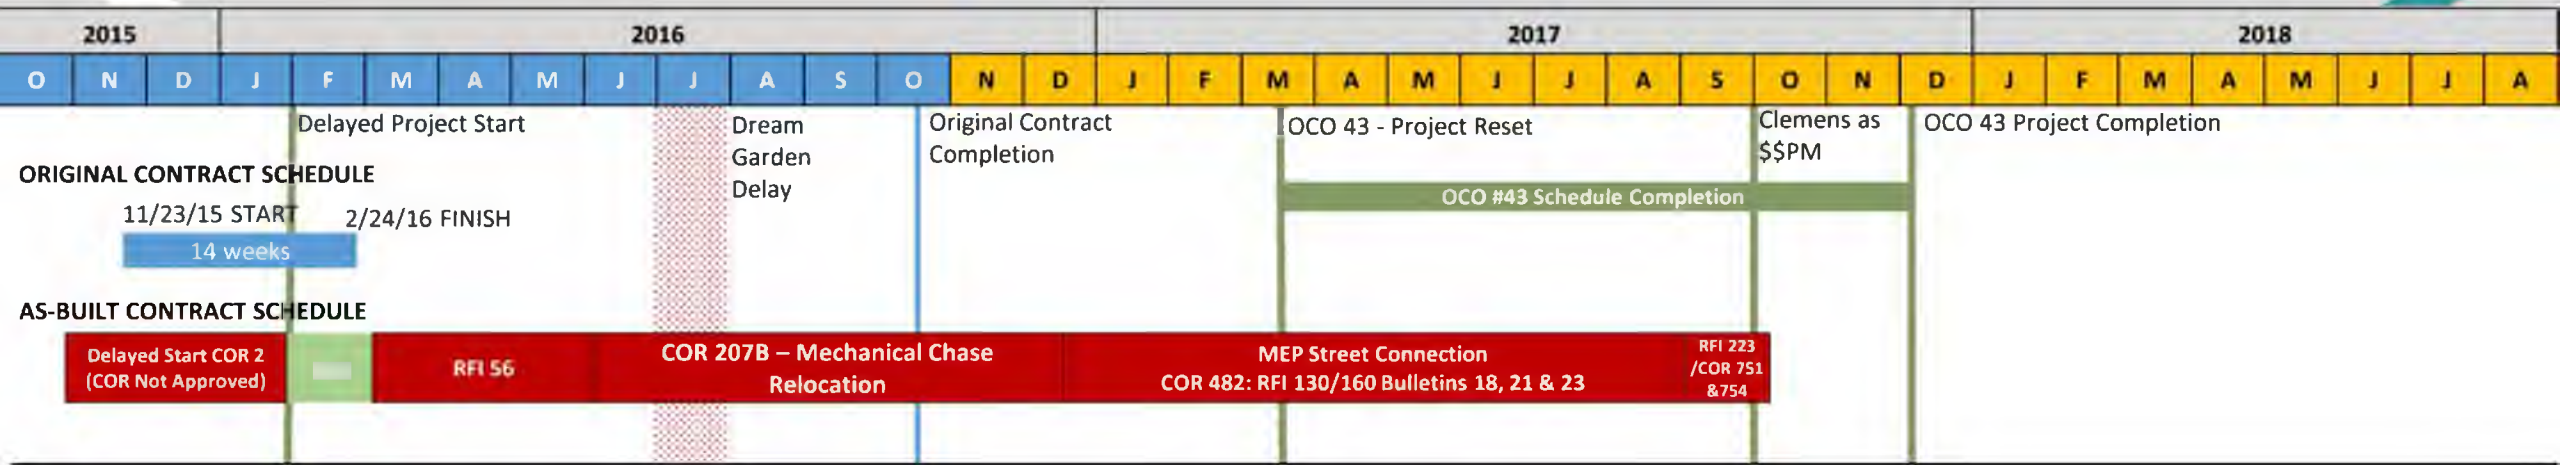 2015 2016 2017 2018
O N D J F M A M J J A S O N D J F M A M J J A S O N D J F M A M J J A
Delayed Project Start
Dream
Garden
Delay
Original Contract
Completion
OCO 43 - Project Reset
Clemens as
$$PM
OCO 43 Project Completion
ORIGINAL CONTRACT SCHEDULE
OCO #43 Schedule Completion
11/23/15 START 2/24/16 FINISH
14 weeks
AS-BUILT CONTRACT SCHEDULE
Delayed Start COR 2
(COR Not Approved)
RFI 56
COR 207B – Mechanical Chase
Relocation
MEP Street Connection
COR 482: RFI 130/160 Bulletins 18, 21 & 23
RFI 223
/COR 751
&754